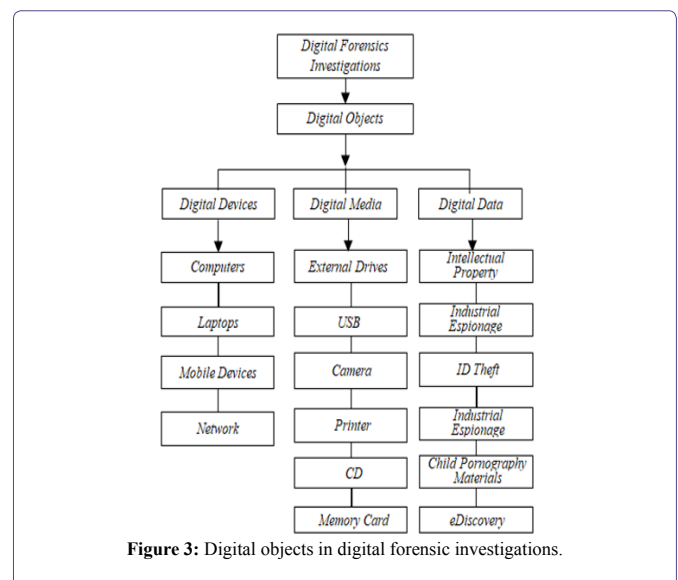 Digital Forensics
Investigations
Digital Objects
Digital Devices
Digital Media
Digital Data
Computers
External Drives
Intellectual
Property
Laptops
USB
Industrial
Espionage
Mobile Devices
Camera
ID Theft
Network
Printer
Industrial
Espionage
CD
Child Pornography
Materials
Memory Card
eDiscovery
Figure 3: Digital objects in digital forensic investigations.